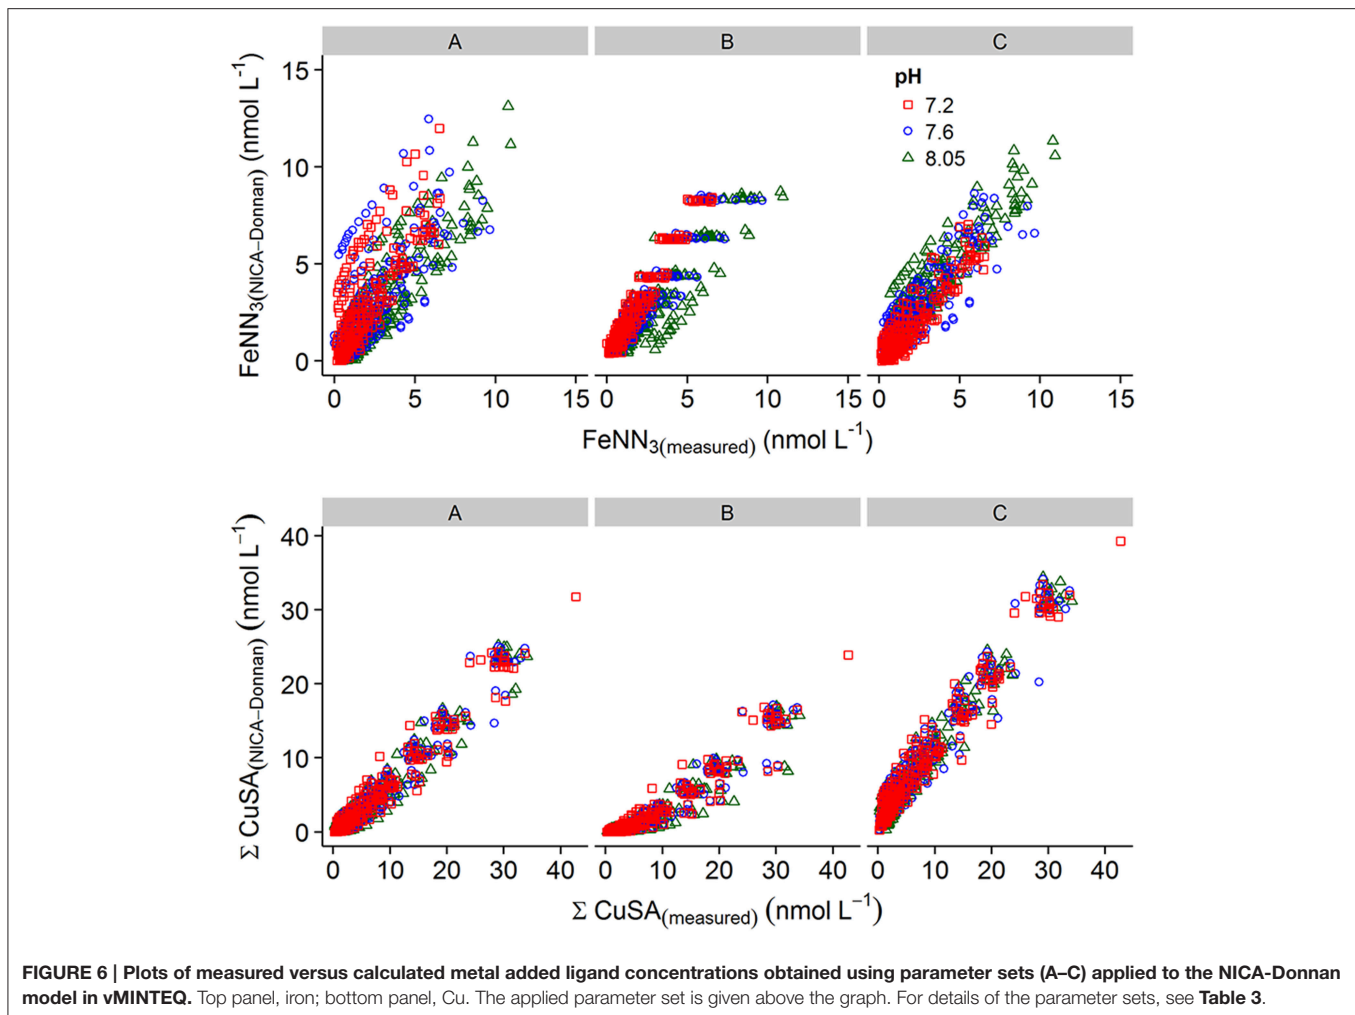 A B C
FeNN3(NICA–Donnan) (nmol L-1)
15
10
5
0
pH
7.2
7.6
8.05
0 5 10 15 0 5 10 15 0 5 10 15
FeNN3(measured) (nmol L-1)
A B C
Σ CuSA(NICA–Donnan) (nmol L−1)
40
30
20
10
0
0 10 20 30 40 0 10 20 30 40 0 10 20 30 40
Σ CuSA(measured) (nmol L−1)
FIGURE 6 | Plots of measured versus calculated metal added ligand concentrations obtained using parameter sets (A–C) applied to the NICA-Donnan
model in vMINTEQ. Top panel, iron; bottom panel, Cu. The applied parameter set is given above the graph. For details of the parameter sets, see Table 3.